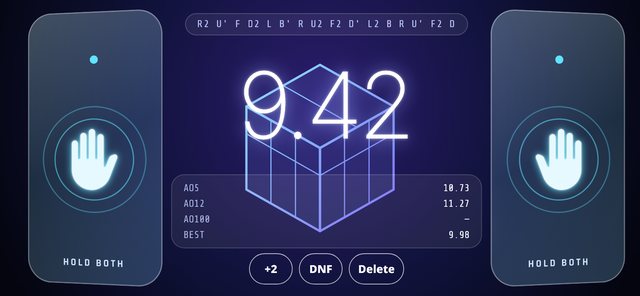 R2 U' F D2 L B' R U2 F2 D' L2 B R U' F2 D
9.42
AO5 10.73
AO12 11.27
AO100 –
BEST 9.98
HOLD BOTH
HOLD BOTH
+2
DNF
Delete